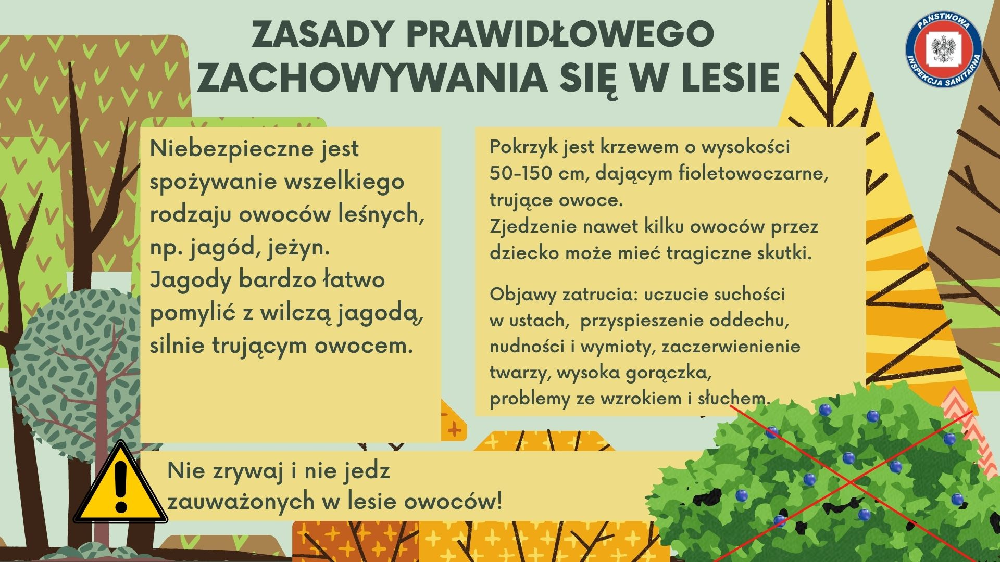 ZASADY PRAWIDŁOWEGO
ZACHOWYWANIA SIĘ W LESIE
PAŃSTWOWA
INSPEKCJA SANITARNA
Niebezpieczne jest
spożywanie wszelkiego
rodzaju owoców leśnych,
np. jagód, jeżyn.
Jagody bardzo łatwo
pomylić z wilczą jagodą,
silnie trującym owocem.
Pokrzyk jest krzewem o wysokości
50-150 cm, dającym fioletowoczarne,
trujące owoce.
Zjedzenie nawet kilku owoców przez
dziecko może mieć tragiczne skutki.
Objawy zatrucia: uczucie suchości
w ustach, przyspieszenie oddechu,
nudności i wymioty, zaczerwienienie
twarzy, wysoka gorączka,
problemy ze wzrokiem i słuchem.
Nie zrywaj i nie jedz
zauważonych w lesie owoców!